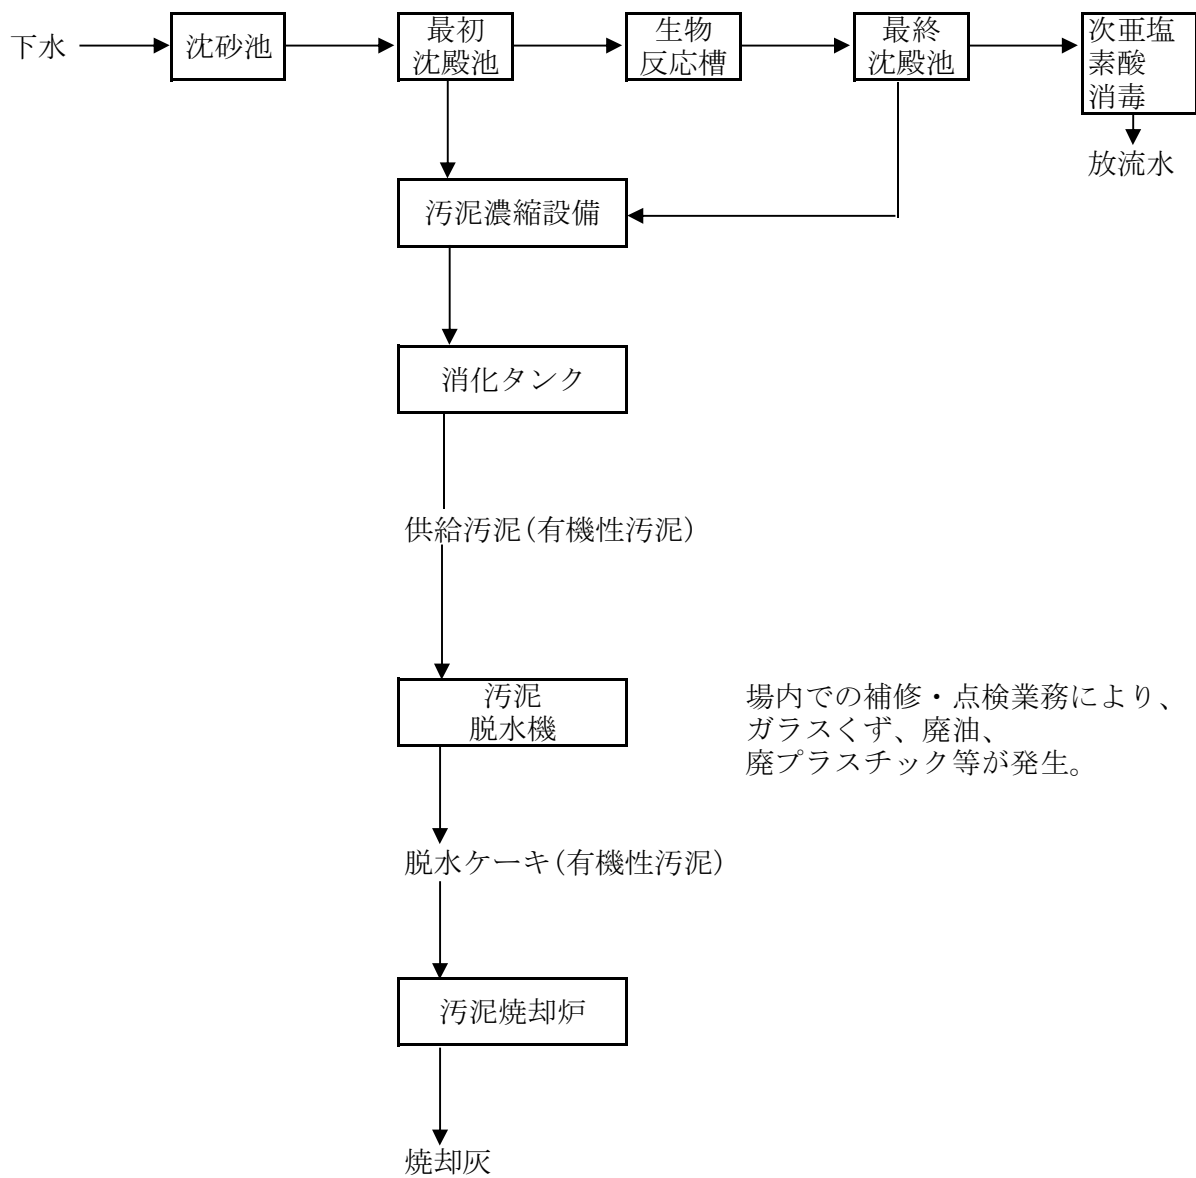 下水
沈砂池
最初
沈殿池
生物
反応槽
最終
沈殿池
次亜塩
素酸
消毒
放流水
汚泥濃縮設備
消化タンク
供給汚泥(有機性汚泥)
汚泥
脱水機
場内での補修・点検業務により、
ガラスくず、廃油、
廃プラスチック等が発生。
脱水ケーキ(有機性汚泥)
汚泥焼却炉
焼却灰